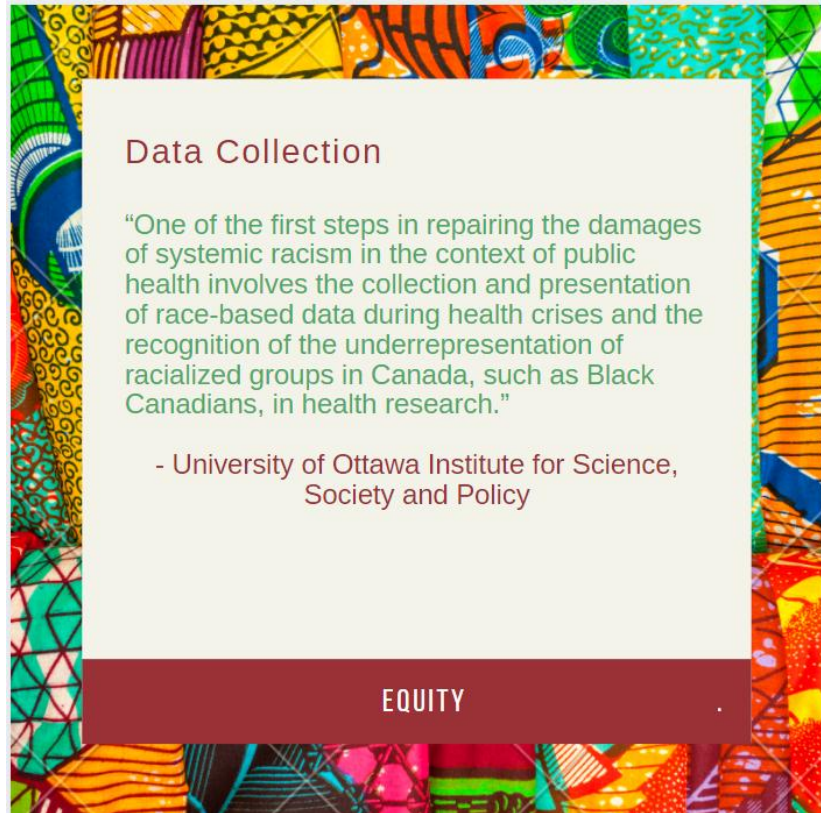 Data Collection
“One of the first steps in repairing the damages
of systemic racism in the context of public
health involves the collection and presentation
of race-based data during health crises and the
recognition of the underrepresentation of
racialized groups in Canada, such as Black
Canadians, in health research.”
- University of Ottawa Institute for Science,
Society and Policy
EQUITY .